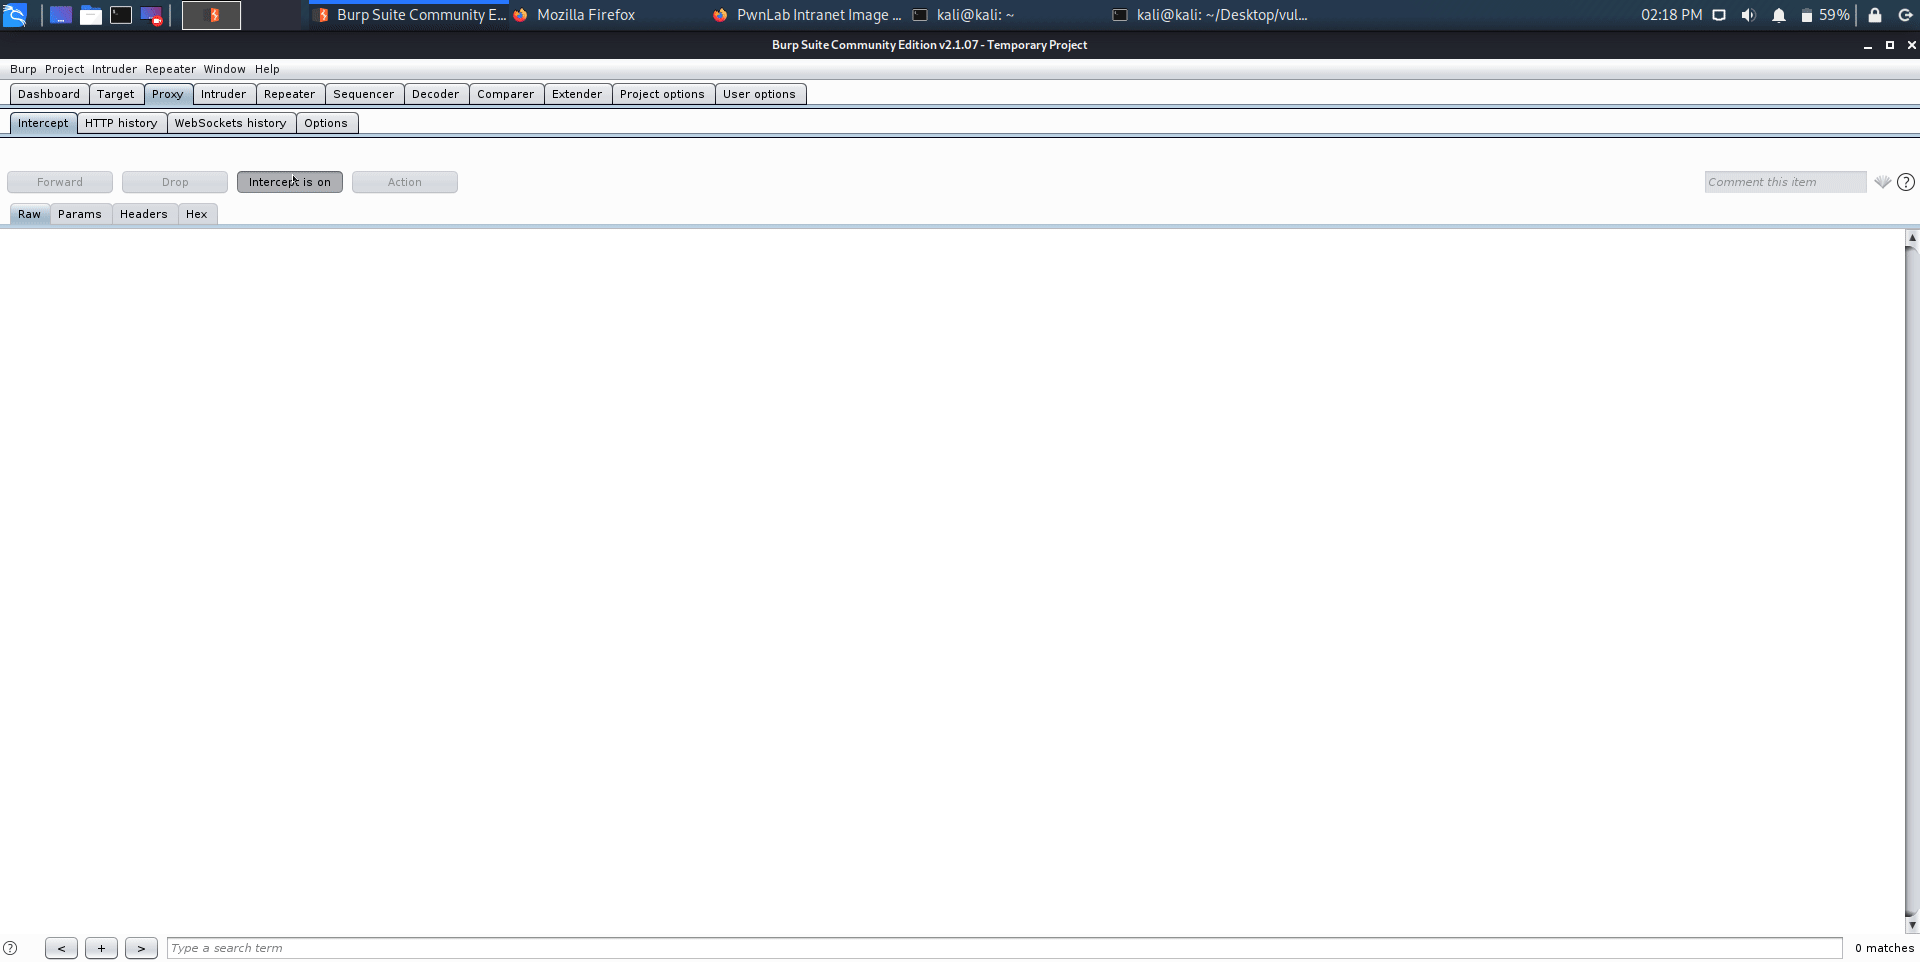 Burp Suite Community E... Mozilla Firefox PwnLab Intranet Image ... kali@kali: ~ kali@kali: ~/Desktop/vul... 02:18 PM 59%
Burp Suite Community Edition v2.1.07 - Temporary Project
Burp Project Intruder Repeater Window Help
Dashboard Target Proxy Intruder Repeater Sequencer Decoder Comparer Extender Project options User options
Intercept HTTP history WebSockets history Options
Forward Drop Intercept is on Action Comment this item ?
Raw Params Headers Hex
? < + > Type a search term 0 matches